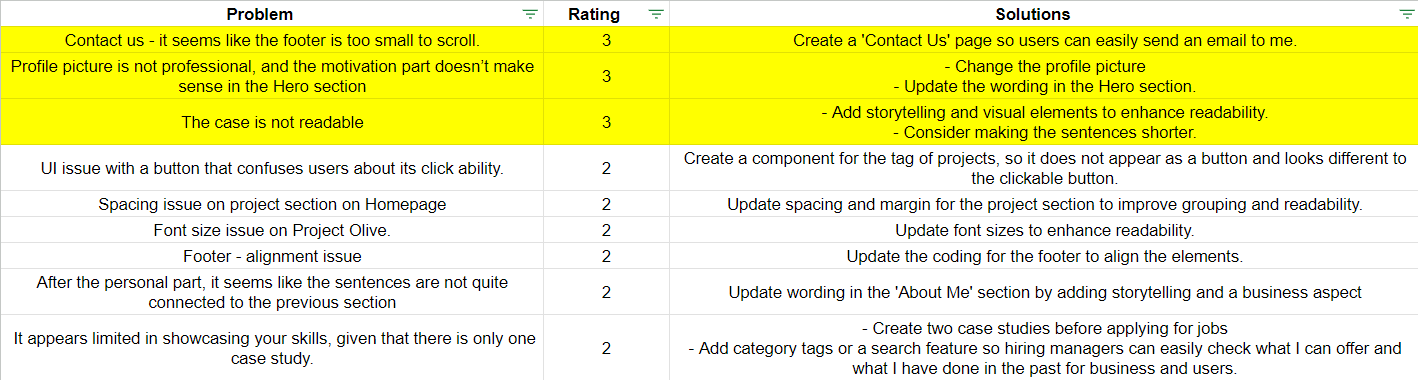 Problem Rating Solutions
Contact us - it seems like the footer is too small to scroll. 3 Create a 'Contact Us' page so users can easily send an email to me.
Profile picture is not professional, and the motivation part doesn’t make
sense in the Hero section
3
- Change the profile picture
- Update the wording in the Hero section.
The case is not readable
3
- Add storytelling and visual elements to enhance readability.
- Consider making the sentences shorter.
UI issue with a button that confuses users about its click ability.
2
Create a component for the tag of projects, so it does not appear as a button and looks different to
the clickable button.
Spacing issue on project section on Homepage 2 Update spacing and margin for the project section to improve grouping and readability.
Font size issue on Project Olive. 2 Update font sizes to enhance readability.
Footer - alignment issue 2 Update the coding for the footer to align the elements.
After the personal part, it seems like the sentences are not quite
connected to the previous section
2
Update wording in the 'About Me' section by adding storytelling and a business aspect
It appears limited in showcasing your skills, given that there is only one
case study.
2
- Create two case studies before applying for jobs
- Add category tags or a search feature so hiring managers can easily check what I can offer and
what I have done in the past for business and users.